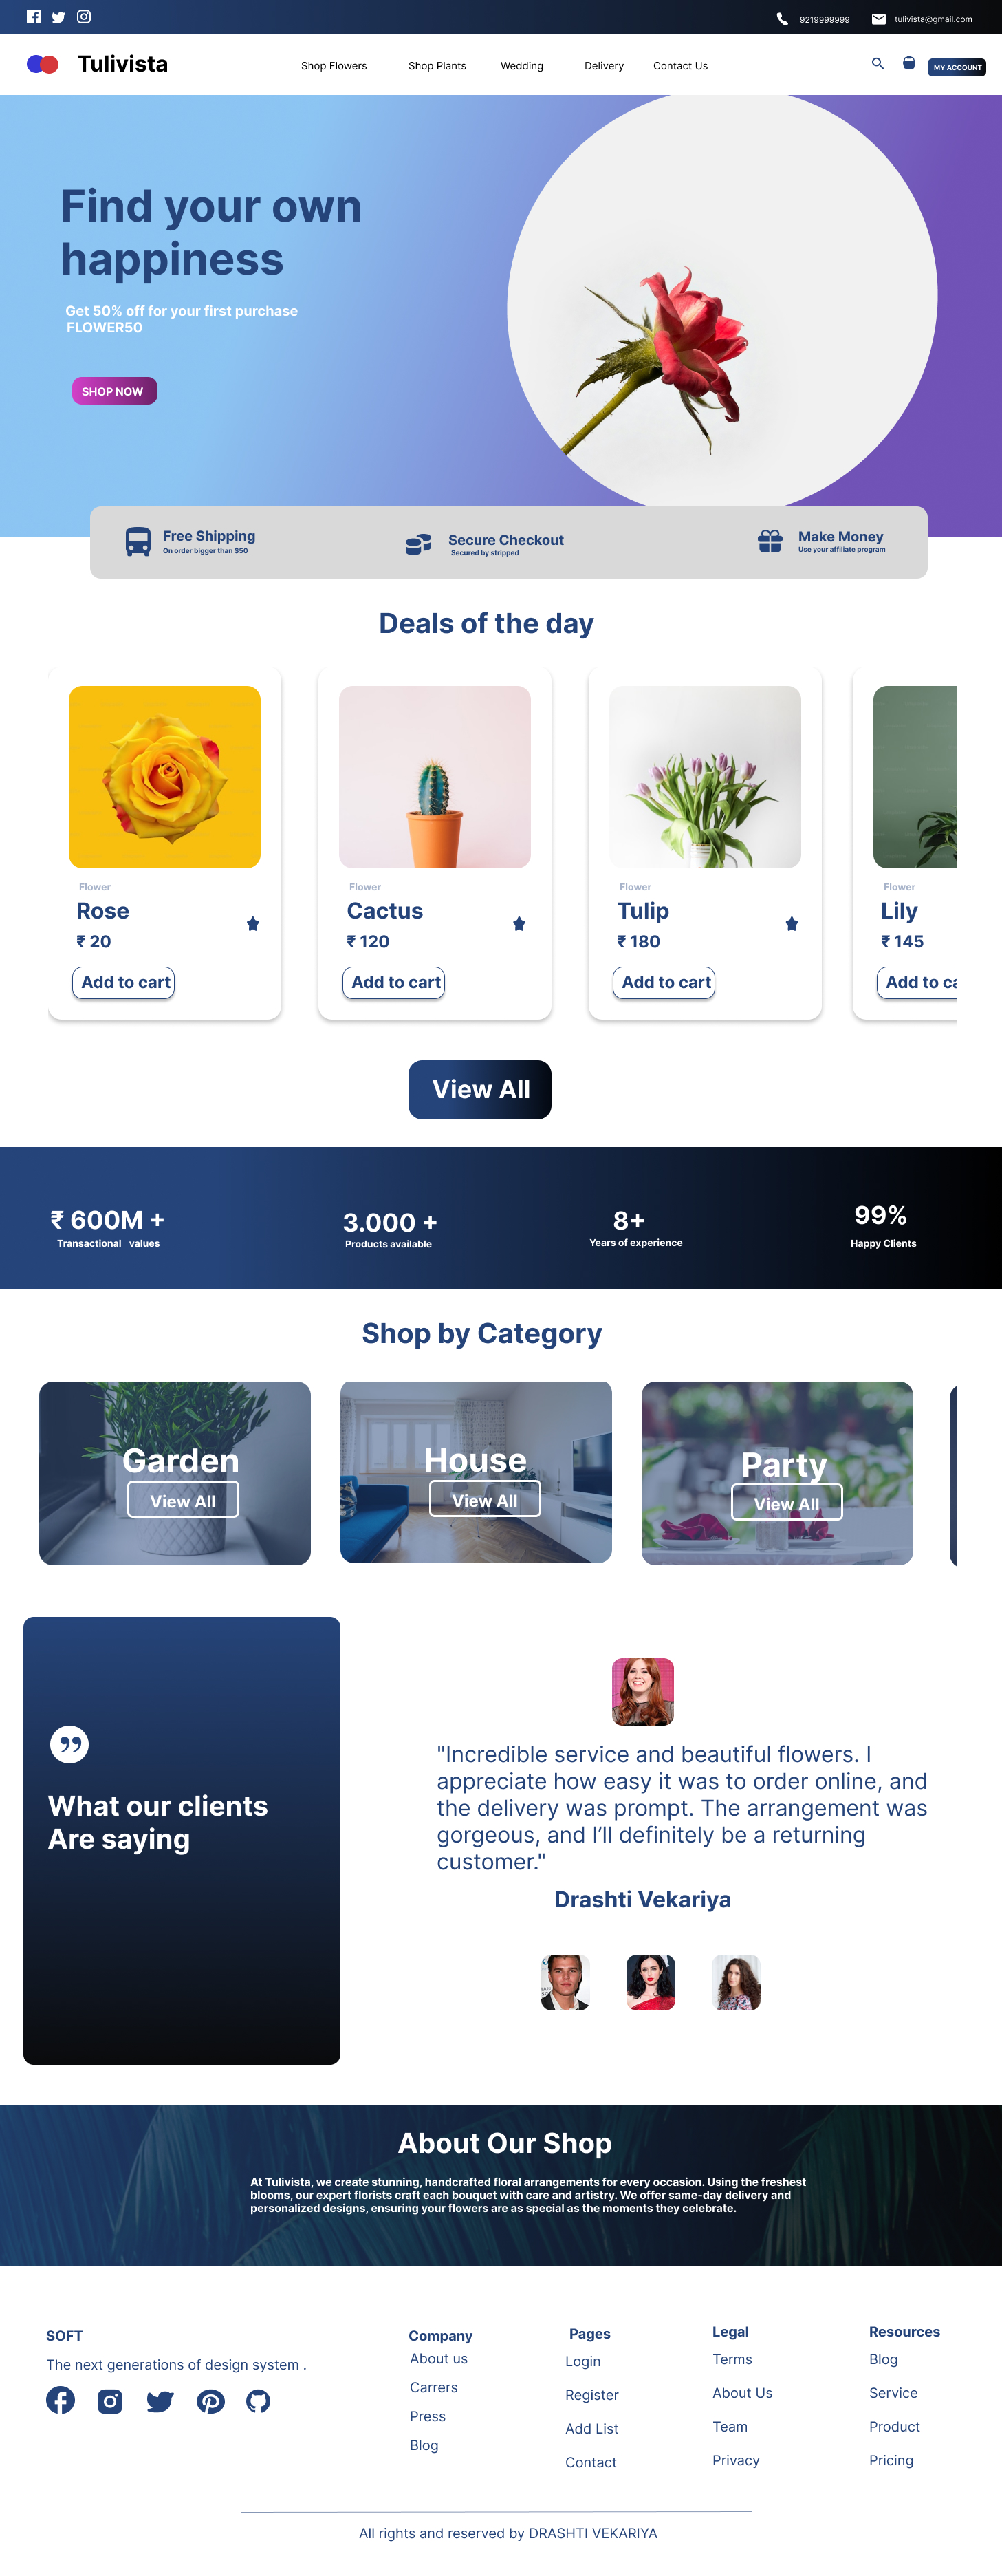 9219999999
tulivista@gmail.com
Tulivista
Shop Flowers
Shop Plants
Wedding
Delivery
Contact Us
MY ACCOUNT
Find your own
happiness
Get 50% off for your first purchase
FLOWER50
SHOP NOW
Free Shipping
On order bigger than $50
Secure Checkout
Secured by stripped
Make Money
Use your affiliate program
Deals of the day
Flower
Rose
₹ 20
Add to cart
Flower
Cactus
₹ 120
Add to cart
Flower
Tulip
₹ 180
Add to cart
Flower
Lily
₹ 145
Add to ca
View All
₹ 600M +
Transactional values
3.000 +
Products available
8+
Years of experience
99%
Happy Clients
Shop by Category
Garden
View All
House
View All
Party
View All
What our clients
Are saying
"Incredible service and beautiful flowers. I
appreciate how easy it was to order online, and
the delivery was prompt. The arrangement was
gorgeous, and I’ll definitely be a returning
customer."
Drashti Vekariya
About Our Shop
At Tulivista, we create stunning, handcrafted floral arrangements for every occasion. Using the freshest
blooms, our expert florists craft each bouquet with care and artistry. We offer same-day delivery and
personalized designs, ensuring your flowers are as special as the moments they celebrate.
SOFT
The next generations of design system .
Company
About us
Carrers
Press
Blog
Pages
Login
Register
Add List
Contact
Legal
Terms
About Us
Team
Privacy
Resources
Blog
Service
Product
Pricing
All rights and reserved by DRASHTI VEKARIYA